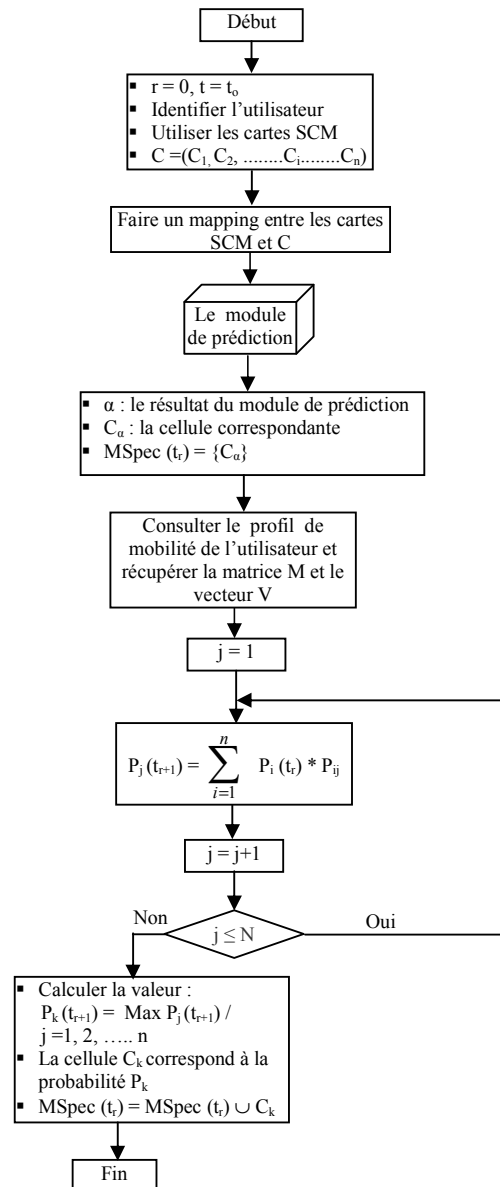 Début
▪ r = 0, t = tₒ
▪ Identifier l’utilisateur
▪ Utiliser les cartes SCM
▪ C =(C₁, C₂, ........Cᵢ........Cₙ)
Faire un mapping entre les cartes
SCM et C
Le module
de prédiction
▪ α : le résultat du module de prédiction
▪ C_α : la cellule correspondante
▪ MSpec (tᵣ) = {C_α}
Consulter le profil de
mobilité de l’utilisateur et
récupérer la matrice M et le
vecteur V
j = 1
Pⱼ (tᵣ₊₁) = ∑ⁿᵢ₌₁ Pᵢ (tᵣ) * Pᵢⱼ
j = j+1
Non
j ≤ N
Oui
▪ Calculer la valeur :
Pₖ (tᵣ₊₁) = Max Pⱼ (tᵣ₊₁) /
j =1, 2, ….. n
▪ La cellule Cₖ correspond à la
probabilité Pₖ
▪ MSpec (tᵣ) = MSpec (tᵣ) ∪ Cₖ
Fin